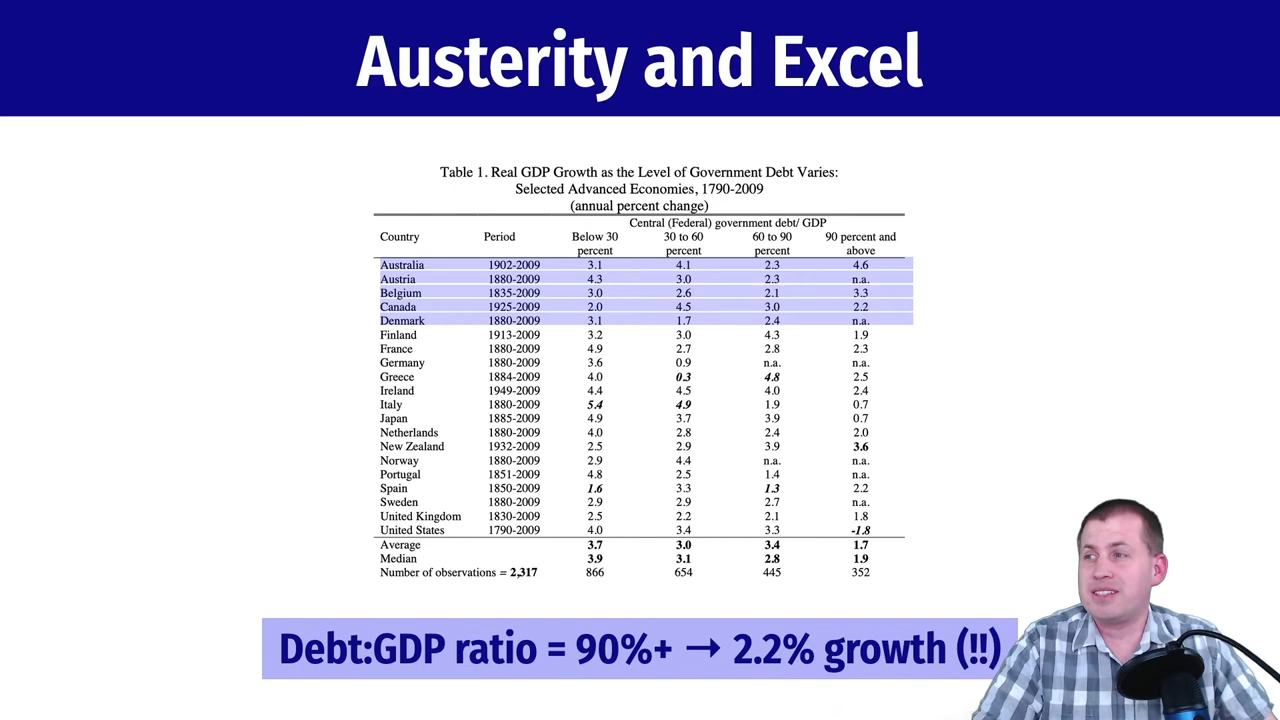 Austerity and Excel
Table 1. Real GDP Growth as the Level of Government Debt Varies:
Selected Advanced Economies, 1790-2009
(annual percent change)
Central (Federal) government debt/ GDP
Country Period Below 30 30 to 60 60 to 90 90 percent and
percent percent percent above
Australia 1902-2009 3.1 4.1 2.3 4.6
Austria 1880-2009 4.3 3.0 2.3 n.a.
Belgium 1835-2009 3.0 2.6 2.1 3.3
Canada 1925-2009 2.0 4.5 3.0 2.2
Denmark 1880-2009 3.1 1.7 2.4 n.a.
Finland 1913-2009 3.2 3.0 4.3 1.9
France 1880-2009 4.9 2.7 2.8 2.3
Germany 1880-2009 3.6 0.9 n.a. n.a.
Greece 1884-2009 4.0 0.3 4.8 2.5
Ireland 1949-2009 4.4 4.5 4.0 2.4
Italy 1880-2009 5.4 4.9 1.9 0.7
Japan 1885-2009 4.9 3.7 3.9 0.7
Netherlands 1880-2009 4.0 2.8 2.4 2.0
New Zealand 1932-2009 2.5 2.9 3.9 3.6
Norway 1880-2009 2.9 4.4 n.a. n.a.
Portugal 1851-2009 4.8 2.5 1.4 n.a.
Spain 1850-2009 1.6 3.3 1.3 2.2
Sweden 1880-2009 2.9 2.9 2.7 n.a.
United Kingdom 1830-2009 2.5 2.2 2.1 1.8
United States 1790-2009 4.0 3.4 3.3 -1.8
Average 3.7 3.0 3.4 1.7
Median 3.9 3.1 2.8 1.9
Number of observations = 2,317 866 654 445 352
Debt:GDP ratio = 90%+ → 2.2% growth (!!)